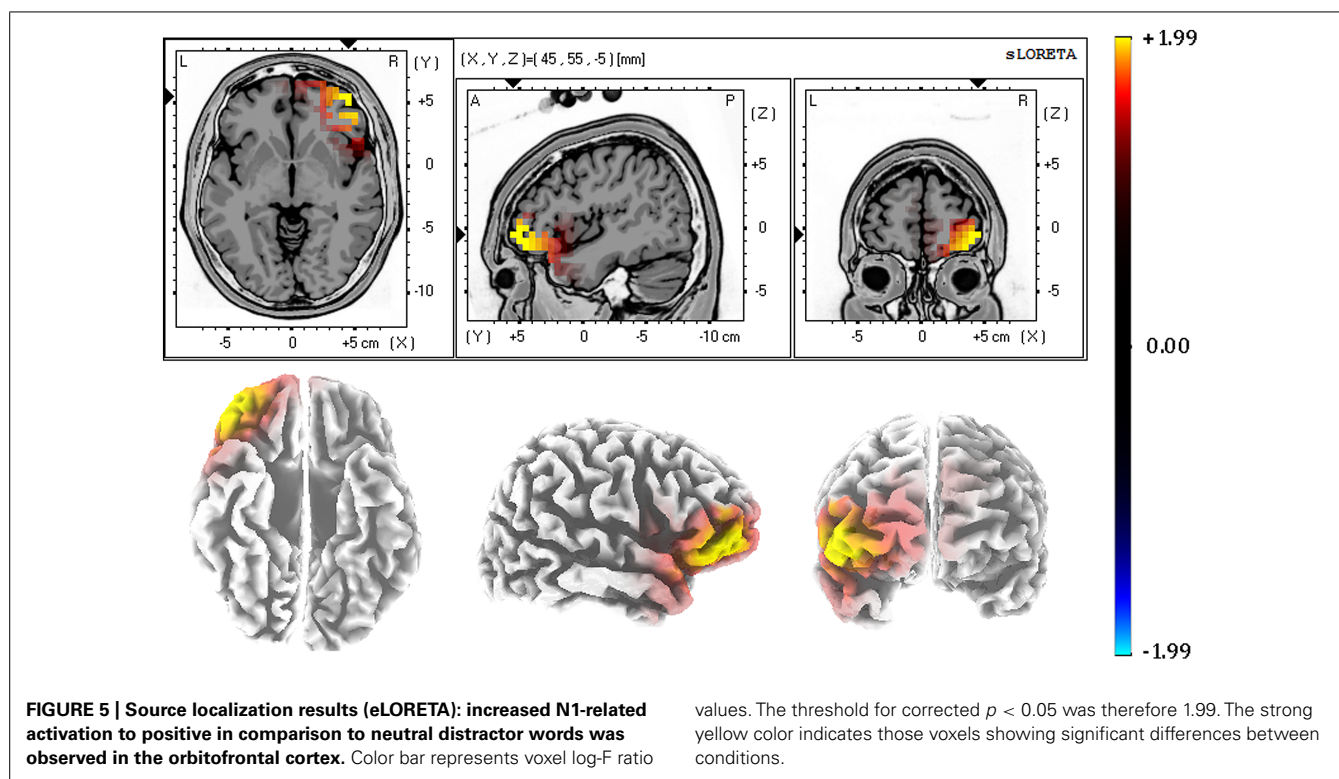 L R (Y)
+5
0
-5
-10
-5 0 +5 cm (X)
(X,Y,Z)=(45,55,-5)[mm] sLORETA
A P (Z)
+5
0
-5
(Y) +5 0 -5 -10 cm
L R (Z)
+5
0
-5
-5 0 +5 cm (X)
+1.99
0.00
-1.99
FIGURE 5 | Source localization results (eLORETA): increased N1-related
activation to positive in comparison to neutral distractor words was
observed in the orbitofrontal cortex. Color bar represents voxel log-F ratio
values. The threshold for corrected p < 0.05 was therefore 1.99. The strong
yellow color indicates those voxels showing significant differences between
conditions.